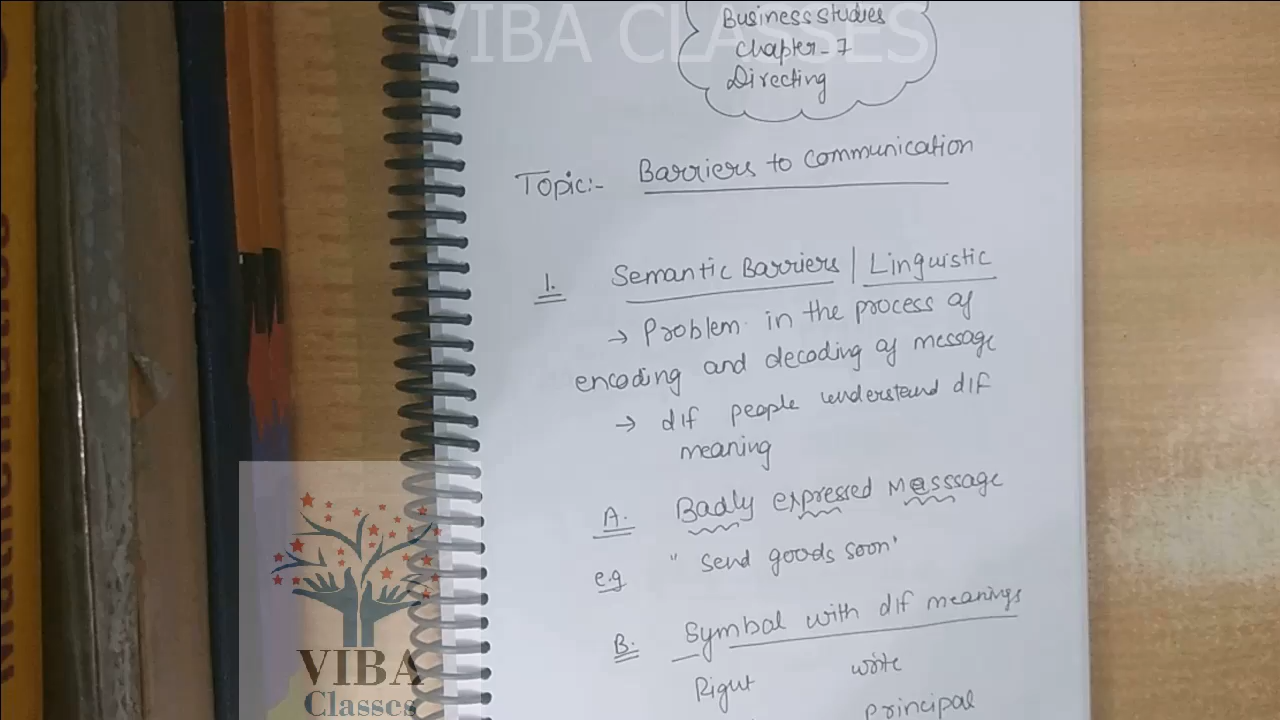 VIBA CLASSES
Business Studies
Chapter - 7
Directing
Topic:- Barriers to communication
1. Semantic Barriers | Linguistic
→ Problem in the process of
encoding and decoding of message
→ dif people understand dif
meaning
A. Badly expressed Messsage
e.g " Send goods soon"
B. Symbal with dif meanings
Right write
Principal
VIBA
Classes
Mathematics